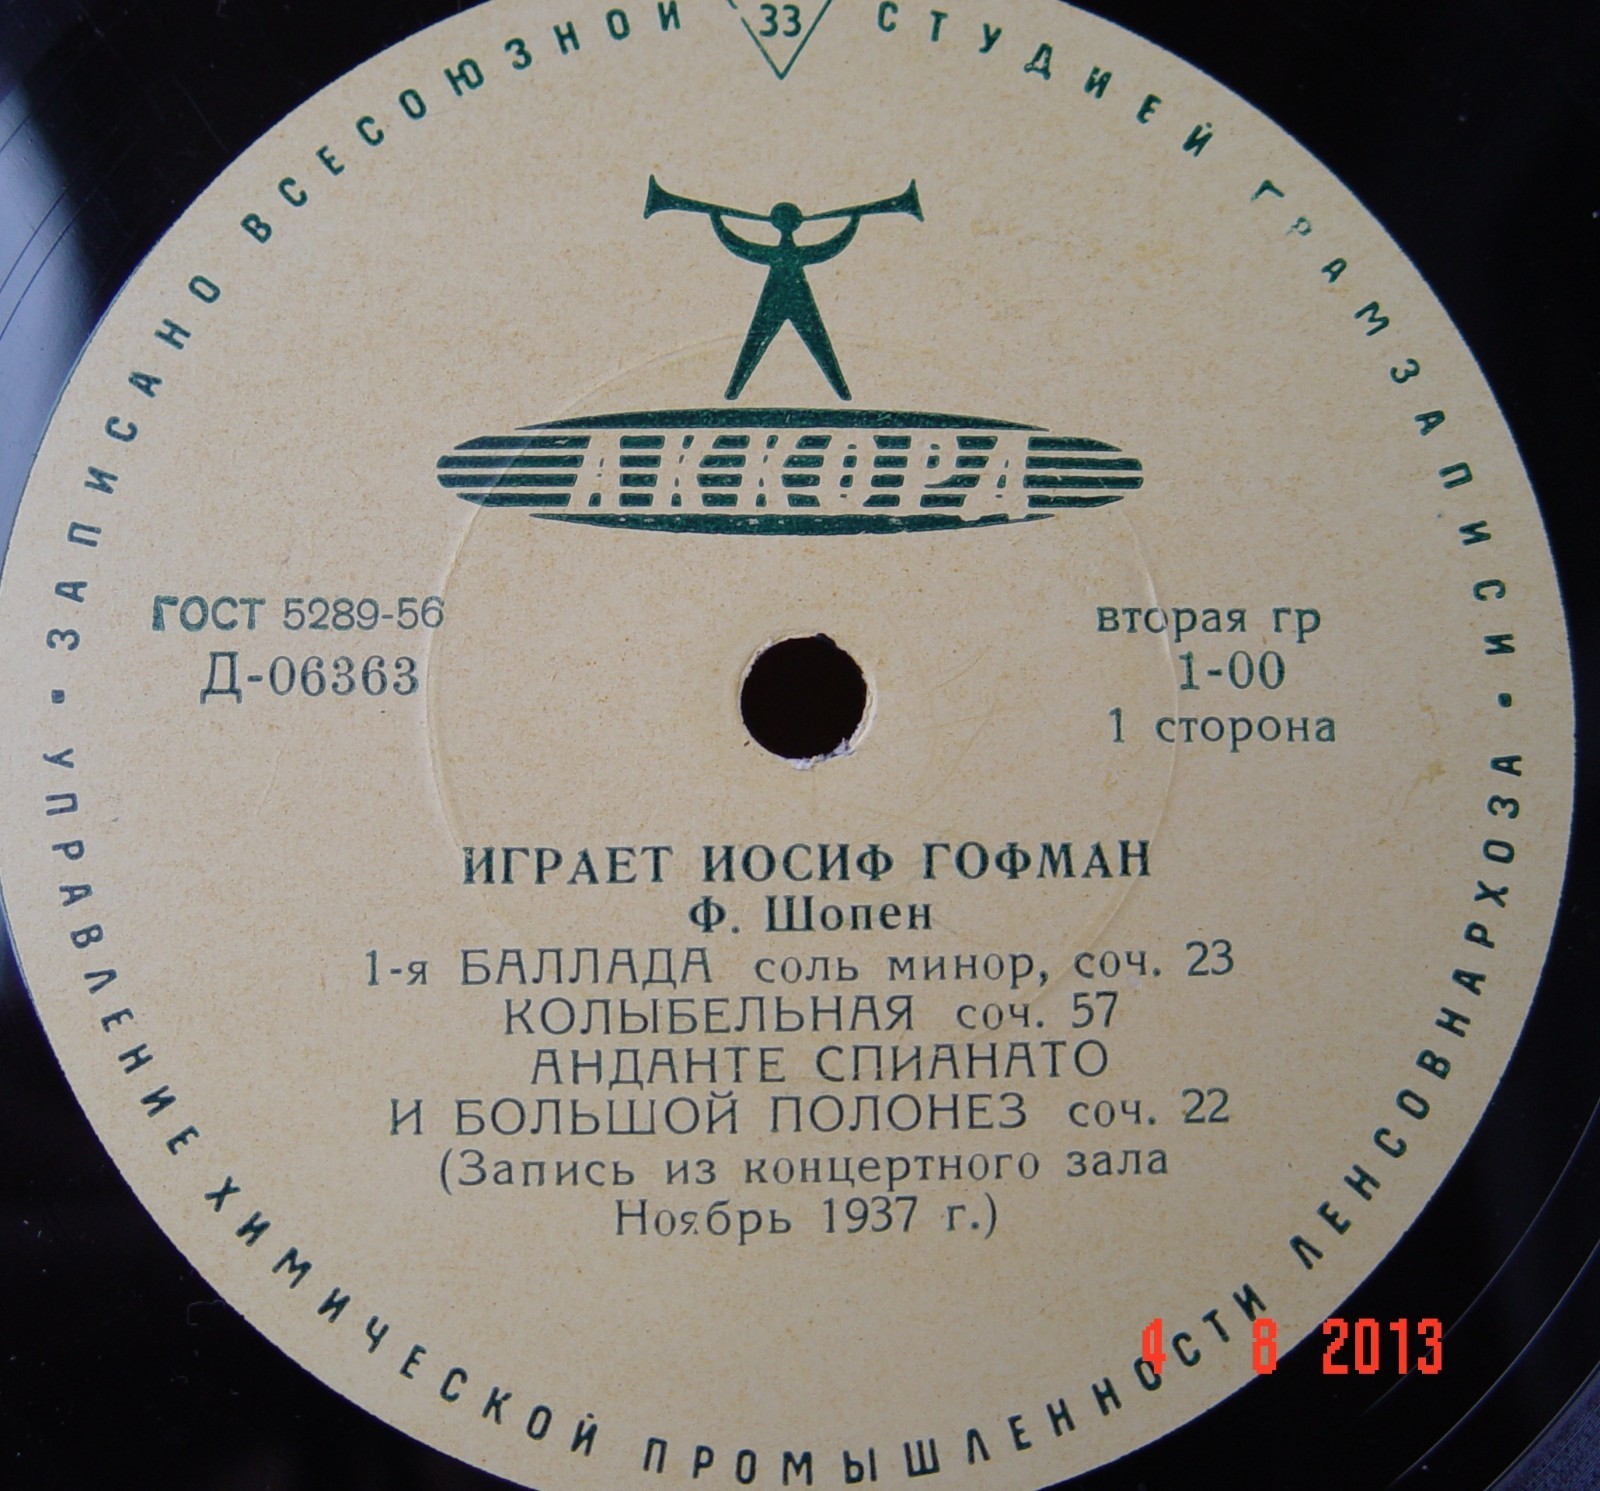 ЗАПИСАНО ВСЕСОЮЗНОЙ СТУДИЕЙ ГРАМЗАПИСИ
33
АККОРД
ГОСТ 5289-56
Д-06363
вторая гр
1-00
1 сторона
ИГРАЕТ ИОСИФ ГОФМАН
Ф. Шопен
1-я БАЛЛАДА соль минор, соч. 23
КОЛЫБЕЛЬНАЯ соч. 57
АНДАНТЕ СПИАНАТО
И БОЛЬШОЙ ПОЛОНЕЗ соч. 22
(Запись из концертного зала
Ноябрь 1937 г.)
• УПРАВЛЕНИЕ ХИМИЧЕСКОЙ ПРОМЫШЛЕННОСТИ ЛЕНСОВНАРХОЗА •
4 8 2013